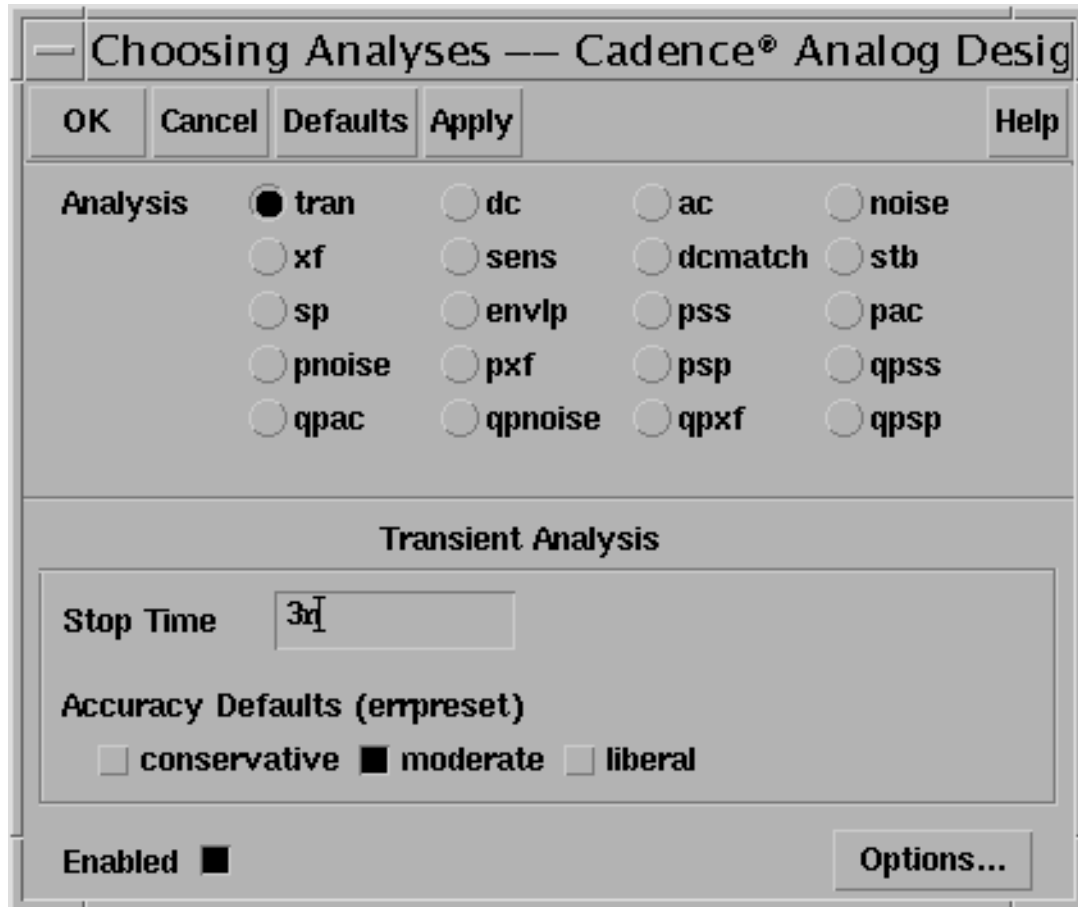 Choosing Analyses -- Cadence® Analog Desig
OK Cancel Defaults Apply Help
Analysis tran dc ac noise
xf sens dcmatch stb
sp envlp pss pac
pnoise pxf psp qpss
qpac qpnoise qpxf qpsp
Transient Analysis
Stop Time 3n
Accuracy Defaults (errpreset)
conservative moderate liberal
Enabled Options...